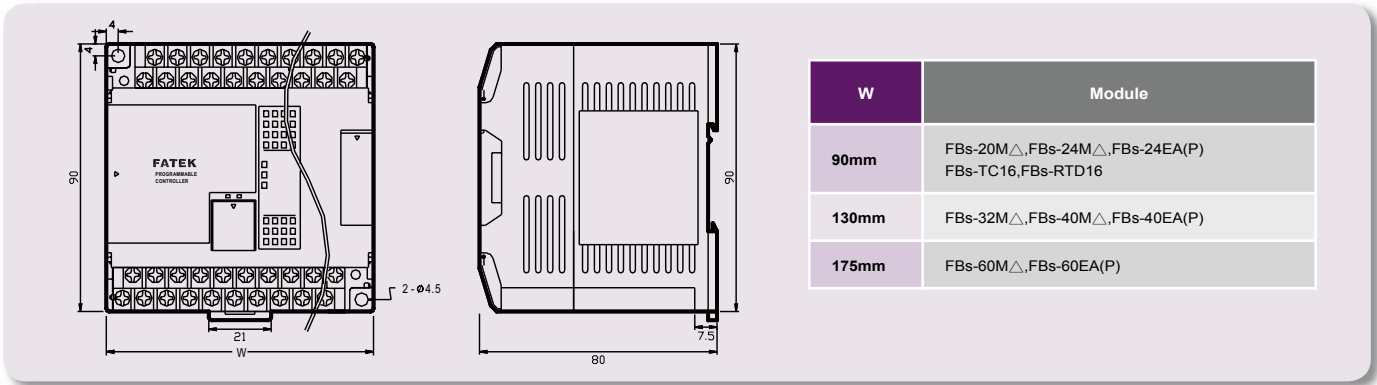 4
4
90
FATEK
PROGRAMMABLE
CONTROLLER
2-ø4.5
21
W
90
7.5
80
W Module
90mm FBs-20M△,FBs-24M△,FBs-24EA(P)
FBs-TC16,FBs-RTD16
130mm FBs-32M△,FBs-40M△,FBs-40EA(P)
175mm FBs-60M△,FBs-60EA(P)